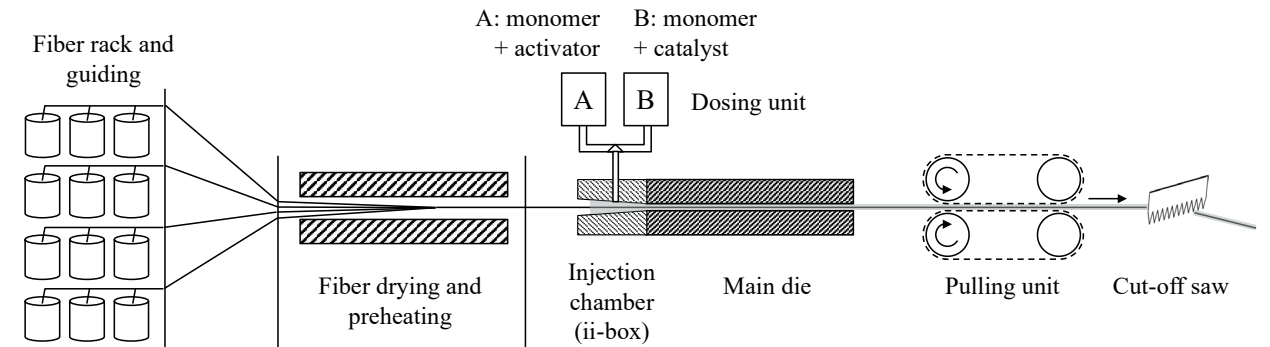 A: monomer
+ activator
B: monomer
+ catalyst
Fiber rack and
guiding
A
B
Dosing unit
Fiber drying and
preheating
Injection
chamber
(ii-box)
Main die
Pulling unit
Cut-off saw